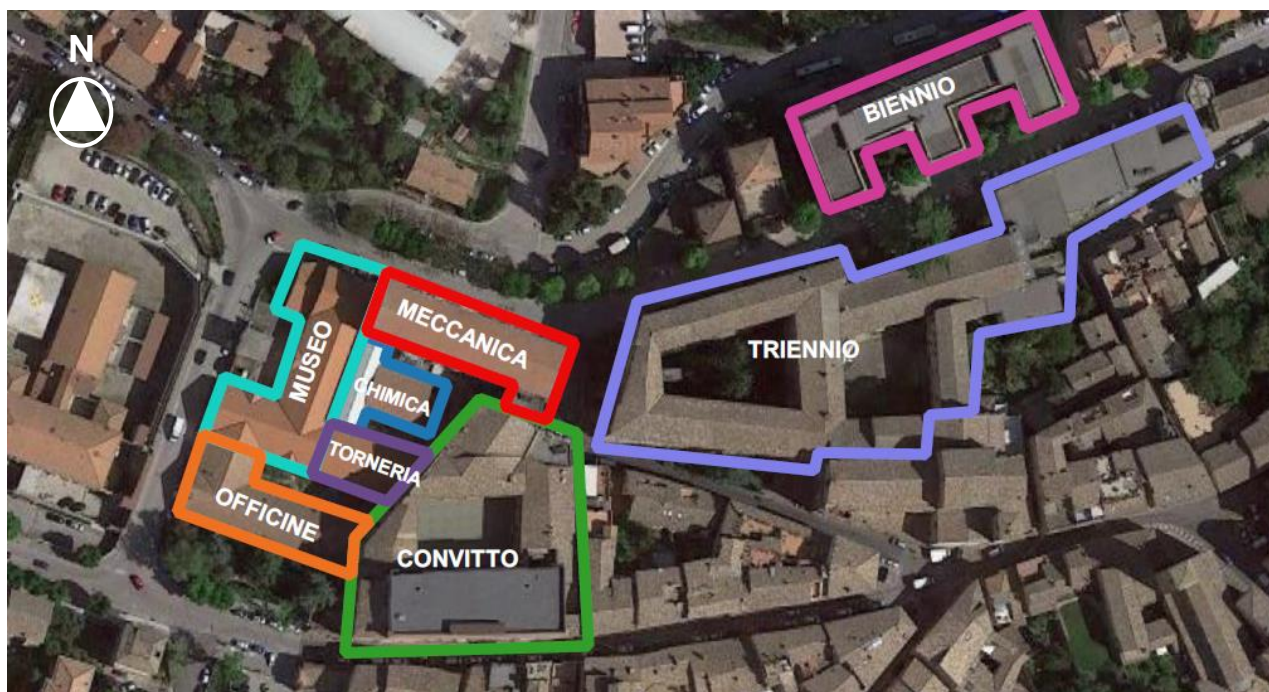 N
BIENNIO
MECCANICA
TRIENNIO
MUSEO
CHIMICA
TORNERIA
OFFICINE
CONVITTO